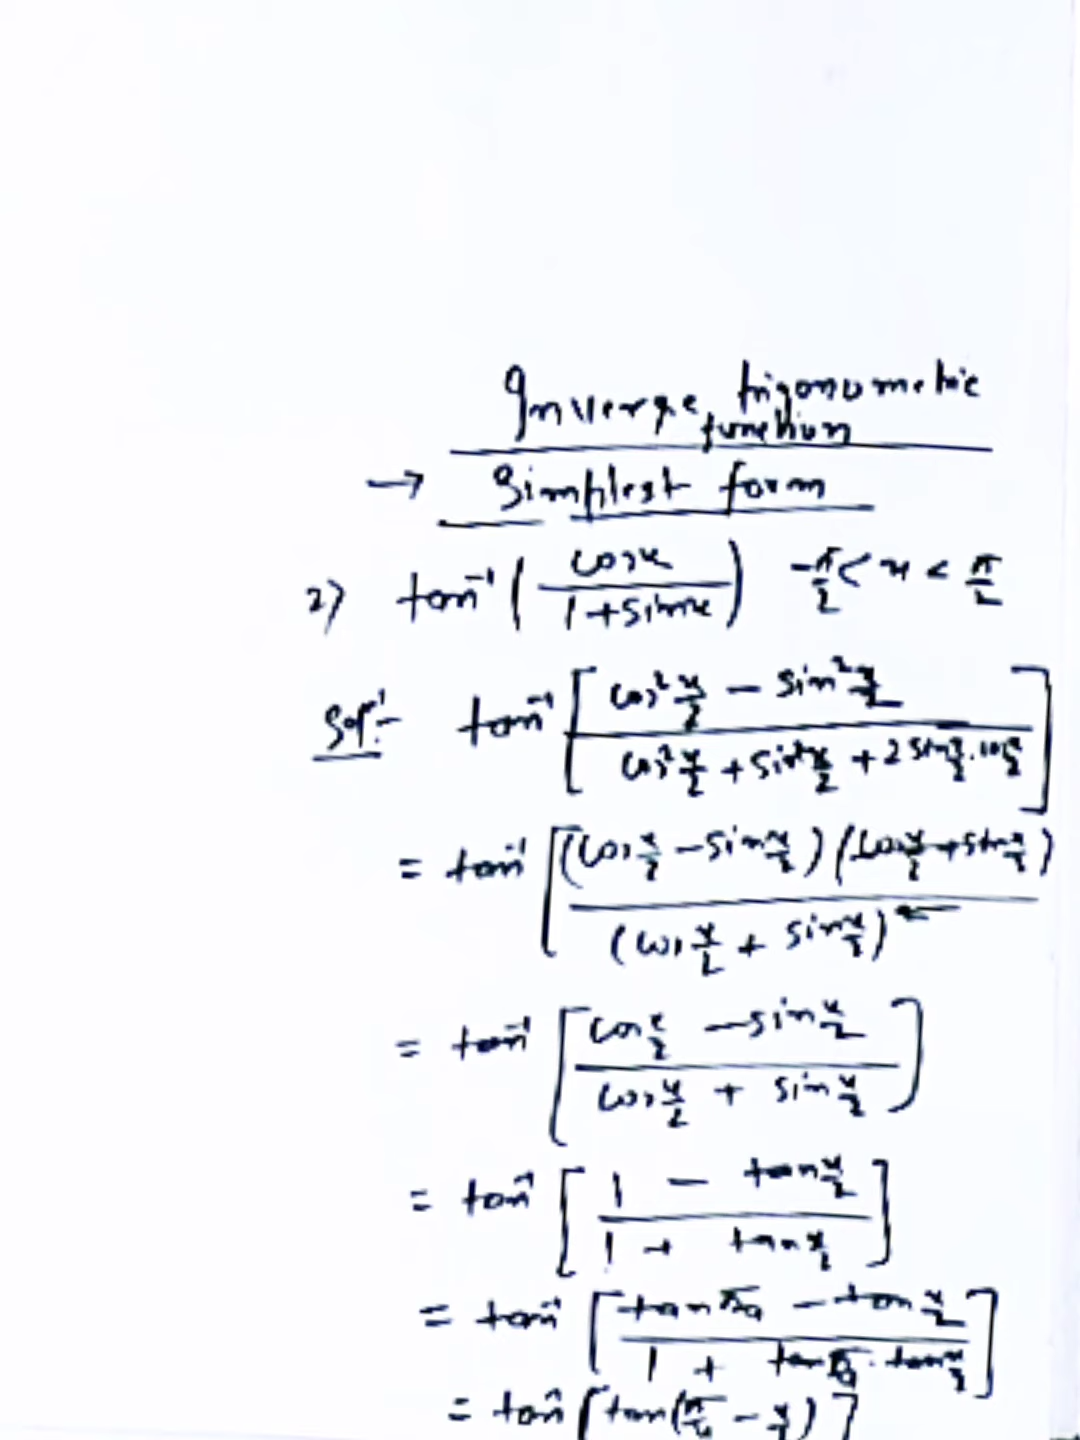 Inverse trigonometric
function
→ Simplest form
2) tan⁻¹ ( cosx / 1+sinx ) -π/2 < x < π/2
Sol:- tan⁻¹ [ cos² x/2 - sin² x/2 / cos² x/2 + sin² x/2 + 2 sin x/2 . cos x/2 ]
= tan⁻¹ [ (cos x/2 - sin x/2) (cos x/2 + sin x/2) / (cos x/2 + sin x/2)²
= tan⁻¹ [ cos x/2 - sin x/2 / cos x/2 + sin x/2 ]
= tan⁻¹ [ 1 - tan x/2 / 1 + tan x/2 ]
= tan⁻¹ [ tan π/4 - tan x/2 / 1 + tan π/4 . tan x/2 ]
= tan⁻¹ [ tan (π/4 - x/2) ]